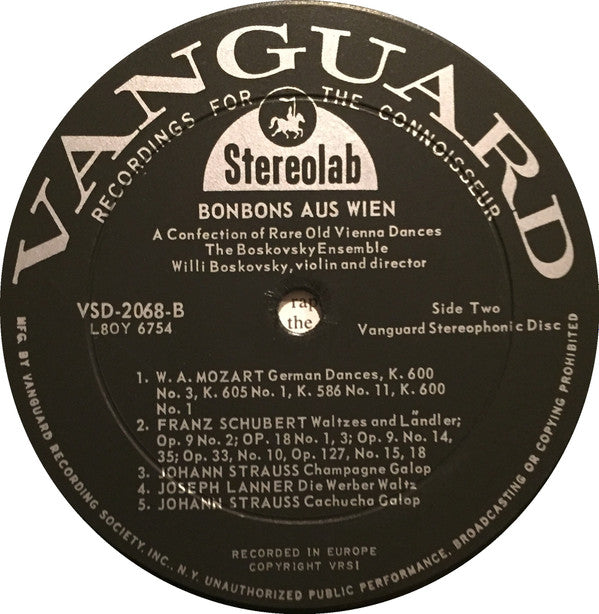 VANGUARD
RECORDINGS FOR THE CONNOISSEUR
Stereolab
BONBONS AUS WIEN
A Confection of Rare Old Vienna Dances
The Boskovsky Ensemble
Willi Boskovsky, violin and director
VSD-2068-B
L8OY 6754
rap
the
Side Two
Vanguard Stereophonic Disc
1. W. A. MOZART German Dances, K. 600
No. 3, K. 605 No. 1, K. 586 No. 11, K. 600
No. 1
2. FRANZ SCHUBERT Waltzes and Ländler;
Op. 9 No. 2; OP. 18 No. 1, 3; Op. 9. No. 14,
35; Op. 33, No. 10, Op. 127, No. 15, 18
3. JOHANN STRAUSS Champagne Galop
4. JOSEPH LANNER Die Werber Waltz
5. JOHANN STRAUSS Cachucha Galop
RECORDED IN EUROPE
COPYRIGHT VRSI
MFG. BY VANGUARD RECORDING SOCIETY, INC., N.Y. UNAUTHORIZED PUBLIC PERFORMANCE, BROADCASTING OR COPYING PROHIBITED